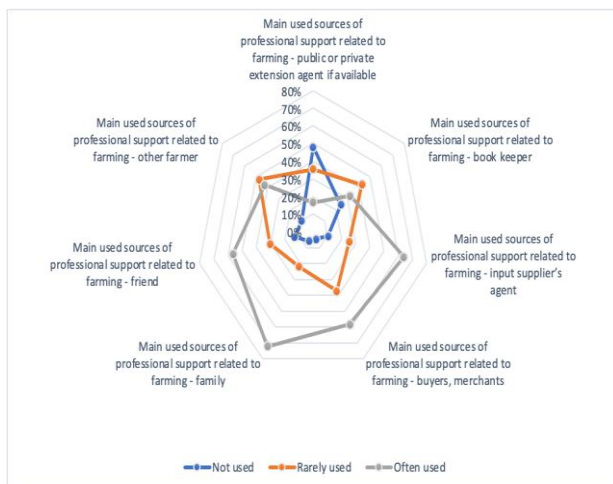 Main used sources of
professional support related to
farming - public or private
extension agent if available
80%
70%
60%
50%
40%
30%
20%
10%
0%
Main used sources of
professional support related to
farming - book keeper
Main used sources of
professional support related to
farming - input supplier's
agent
Main used sources of
professional support related to
farming - buyers, merchants
Main used sources of
professional support related to
farming - family
Main used sources of
professional support related to
farming - friend
Main used sources of
professional support related to
farming - other farmer
Not used Rarely used Often used